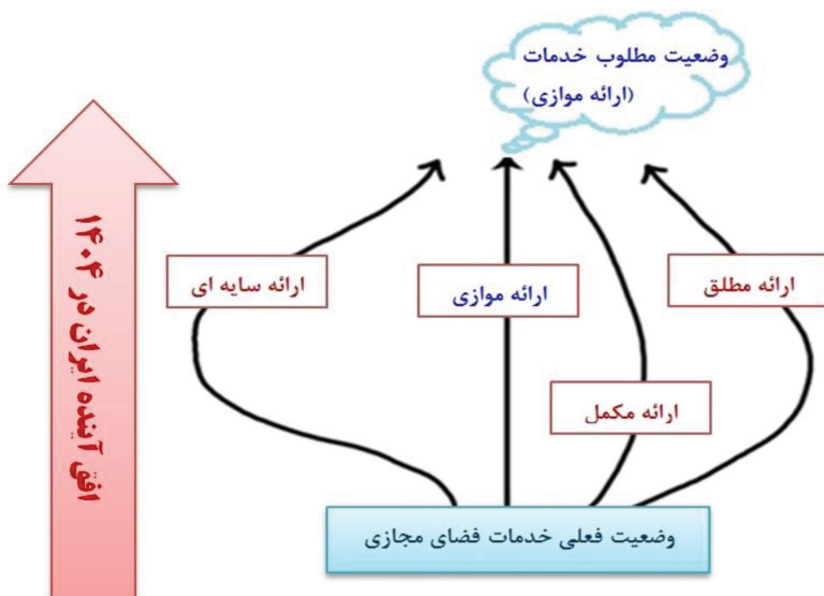 وضعیت مطلوب خدمات
(ارائه موازی)
ارائه مطلق
ارائه موازی
ارائه سایه ای
ارائه مکمل
وضعیت فعلی خدمات فضای مجازی
افق آینده ایران در ۱۴۰۴